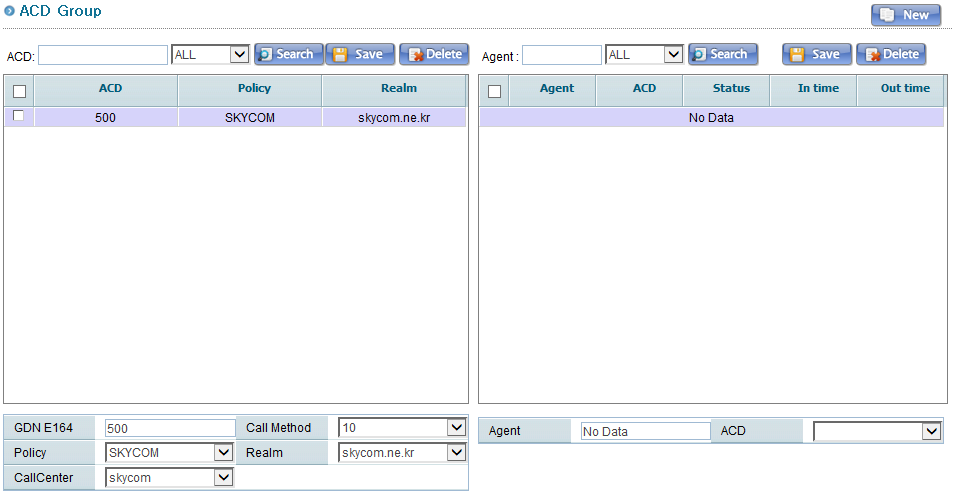 ACD Group
New
ACD: ALL Search Save Delete
Agent : ALL Search Save Delete
ACD Policy Realm
500 SKYCOM skycom.ne.kr
Agent ACD Status In time Out time
No Data
GDN E164 500 Call Method 10
Policy SKYCOM Realm skycom.ne.kr
CallCenter skycom
Agent No Data ACD